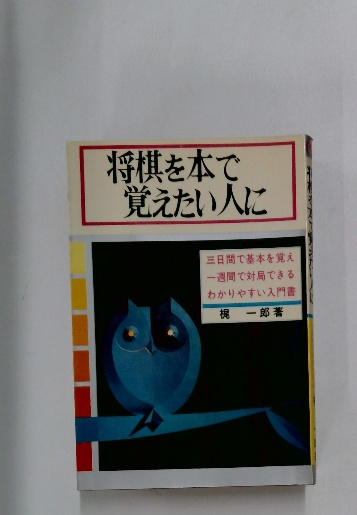 将棋を本で
覚えたい人に
三日間で基本を覚え
一週間で対局できる
わかりやすい入門書
梶 一郎著